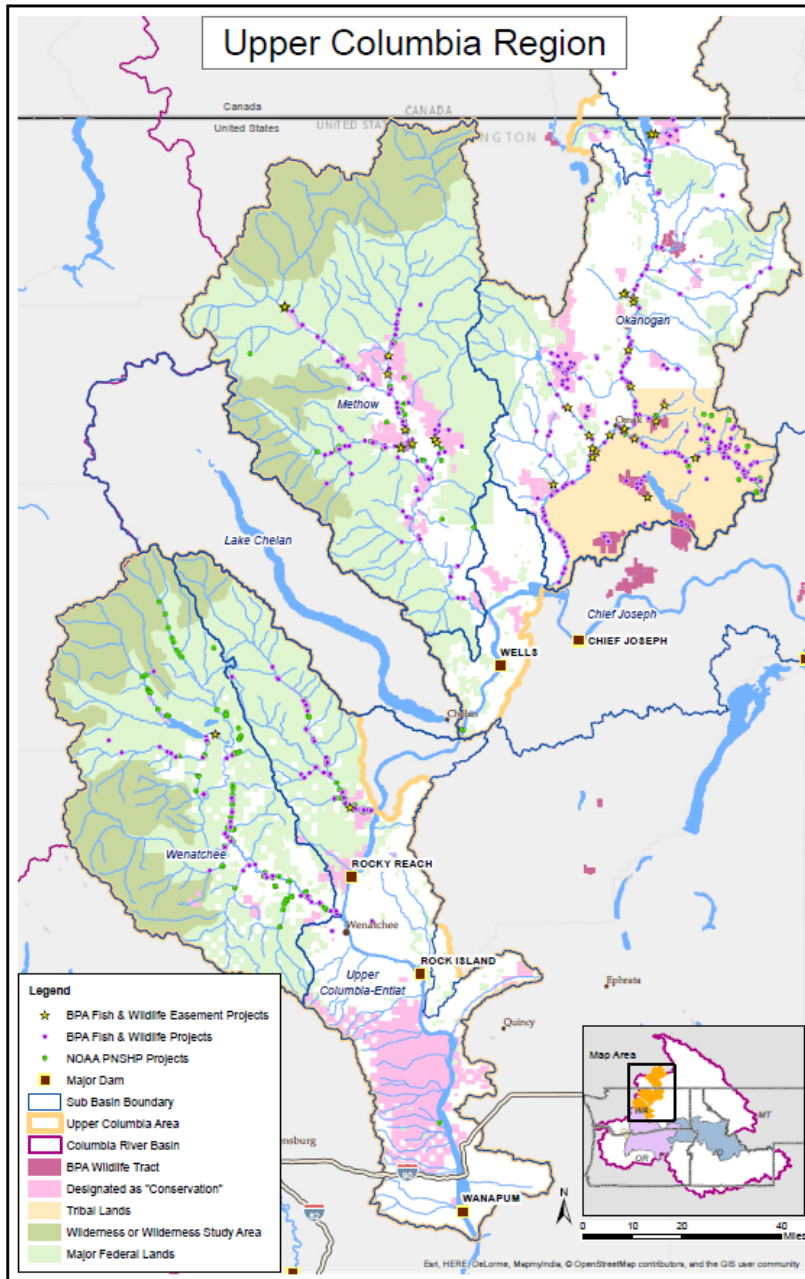 Upper Columbia Region
Canada
CANADA
United States
UNITED STATES
NGTON
Okanogan
Methow
Omak
Lake Chelan
Chief Joseph
CHIEF JOSEPH
WELLS
Chelan
Wenatchee
ROCKY REACH
Wenatchee
ROCK ISLAND
Upper
Columbia-Entiat
Ephrata
Quincy
Legend
BPA Fish & Wildlife Easement Projects
BPA Fish & Wildlife Projects
NOAA PNSHP Projects
Major Dam
Sub Basin Boundary
Upper Columbia Area
Columbia River Basin
BPA Wildlife Tract
Designated as "Conservation"
Tribal Lands
Wilderness or Wilderness Study Area
Major Federal Lands
ensburg
90
82
WANAPUM
N
Map Area
WA
MT
OR
ID
0 10 20 40
Miles
Esri, HERE, DeLorme, MapmyIndia, © OpenStreetMap contributors, and the GIS user community